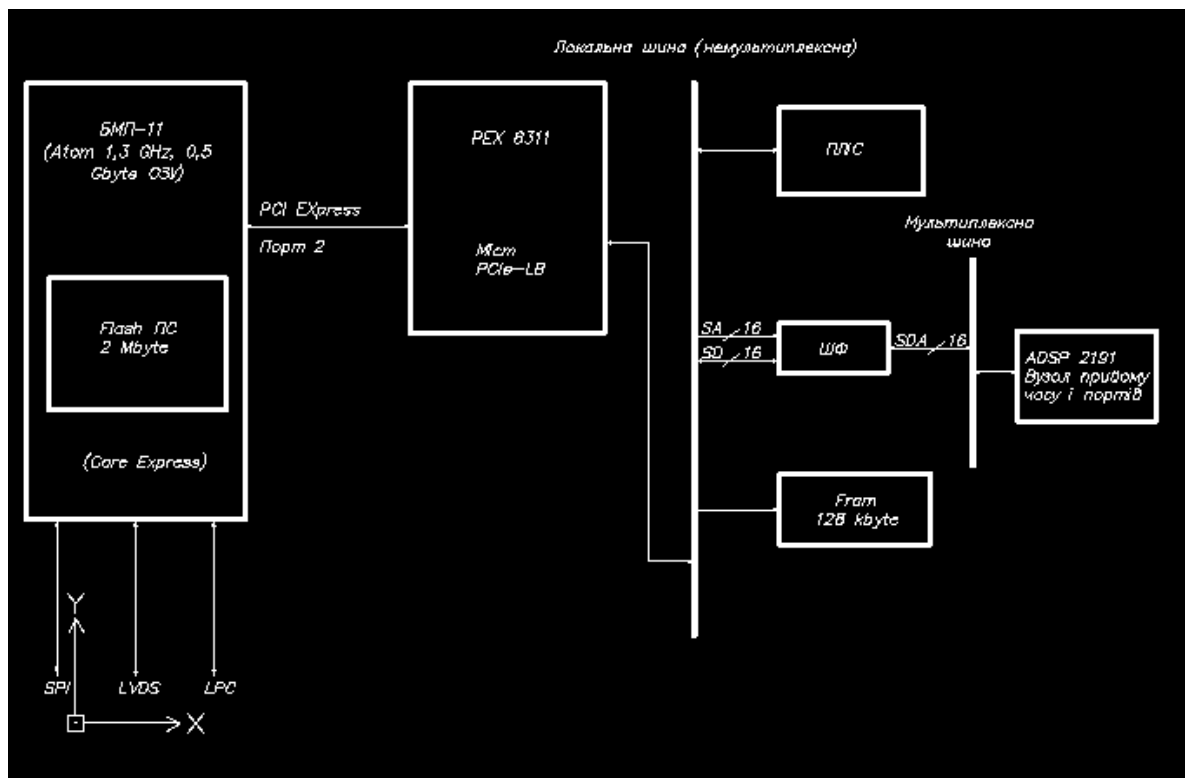 Локальна шина (немультиплексна)
БМП-11
(Atom 1,3 GHz, 0,5
Gbyte ОЗУ)
Flash ПС
2 Mbyte
(Core Express)
PCI EXpress
Порт 2
PEX 8311
Міст
PCIe-LB
ПЛІС
Мультиплексна
шина
SA 16
SD 16
ШФ
SDA 16
ADSP 2191
Вузол прийому
часу і портів
Fram
128 kbyte
Y
SPI
LVDS
LPC
X